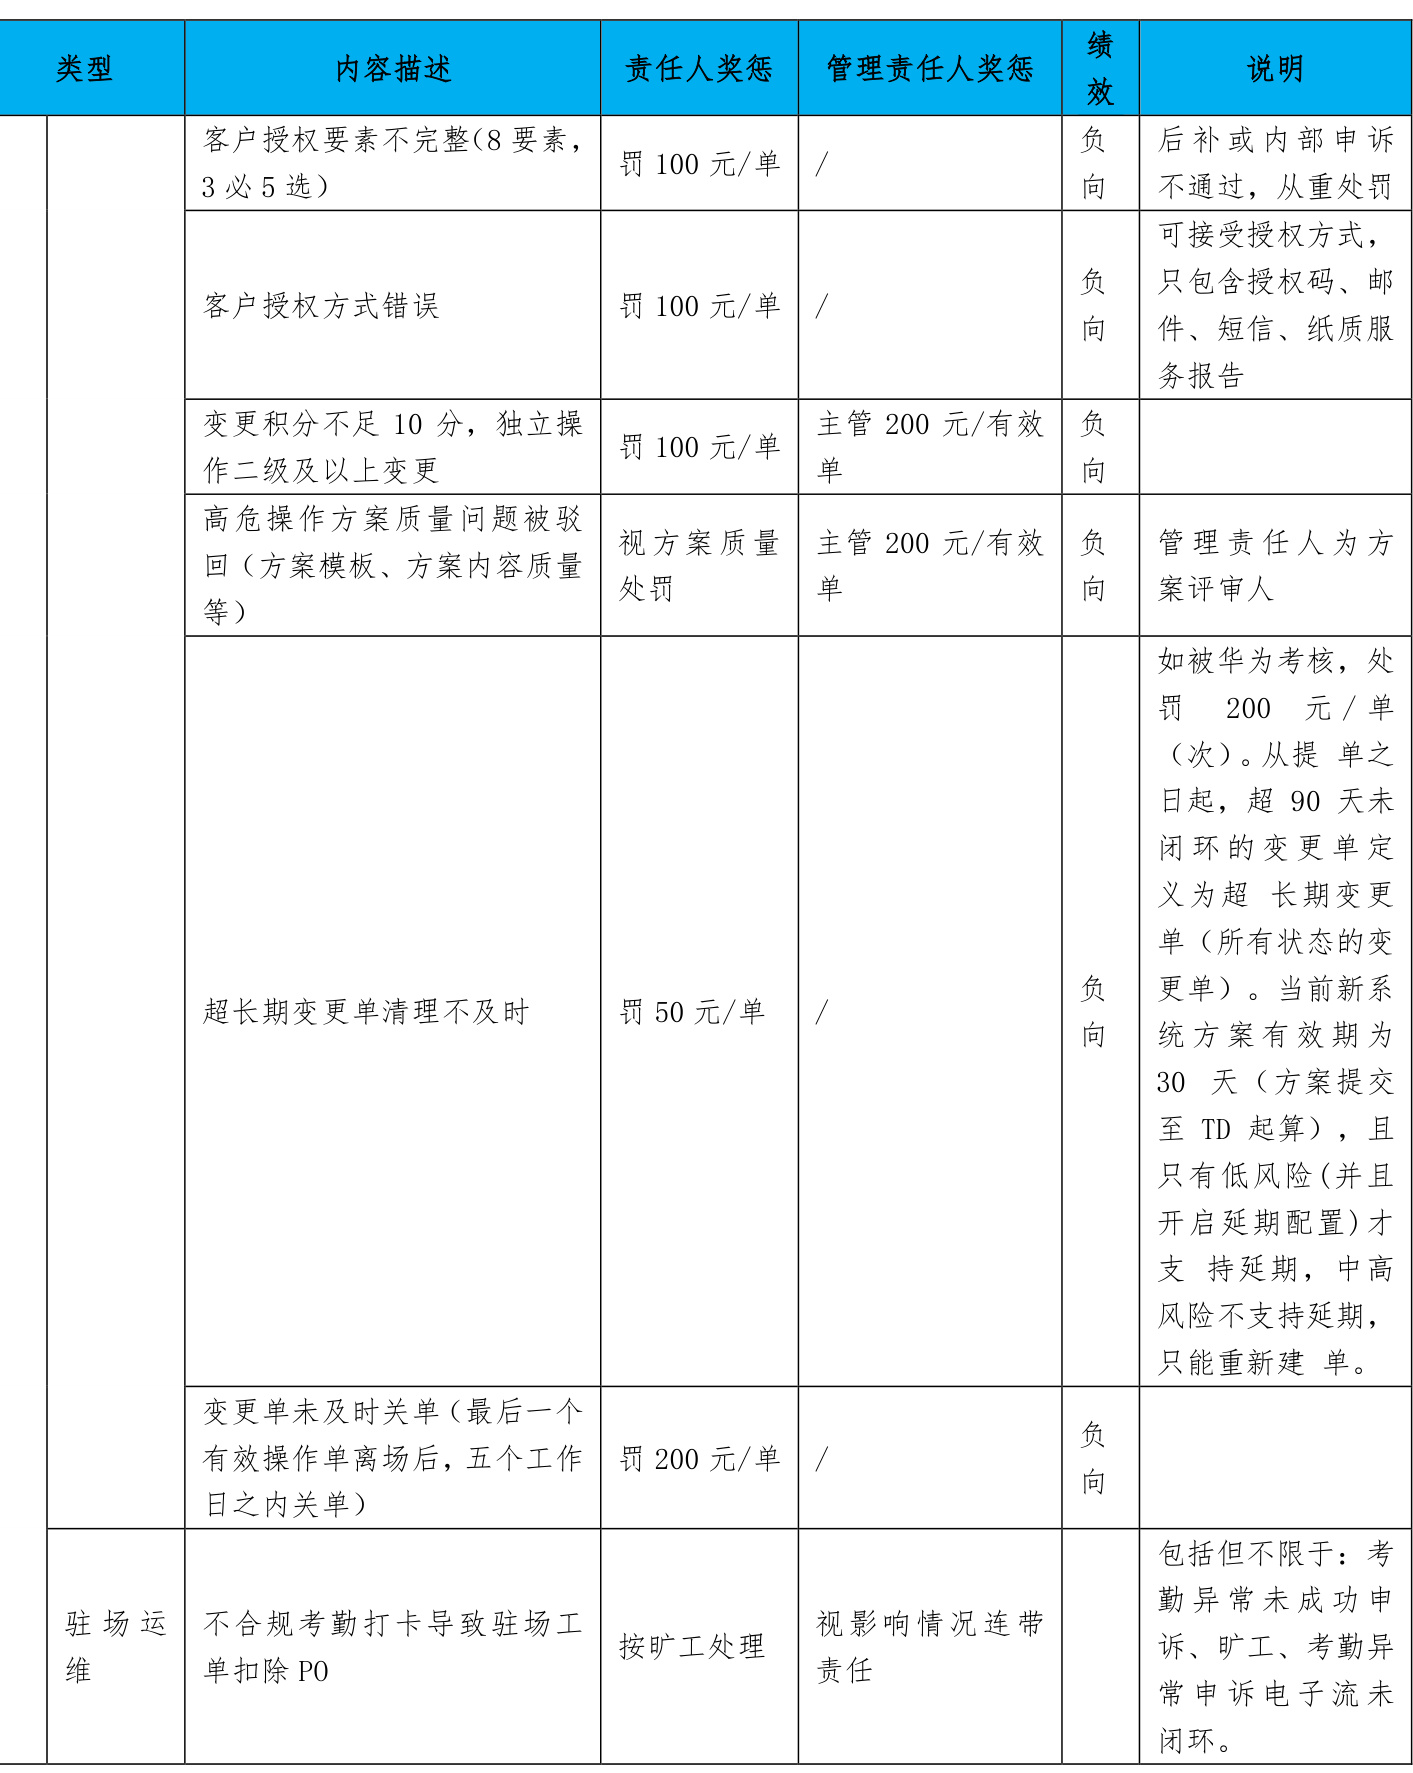 类型 内容描述 责任人奖惩 管理责任人奖惩 绩效 说明
客户授权要素不完整(8 要素，
3 必 5 选）
罚 100 元/单
/
负
向
后补或内部申诉
不通过，从重处罚
客户授权方式错误
罚 100 元/单
/
负
向
可接受授权方式，
只包含授权码、邮
件、短信、纸质服
务报告
变更积分不足 10 分，独立操
作二级及以上变更
罚 100 元/单
主管 200 元/有效
单
负
向
高危操作方案质量问题被驳
回（方案模板、方案内容质量
等）
视方案质量
处罚
主管 200 元/有效
单
负
向
管理责任人为方
案评审人
超长期变更单清理不及时
罚 50 元/单
/
负
向
如被华为考核，处
罚 200 元/单
（次）。从提 单之
日起，超 90 天未
闭环的变更单定
义为超 长期变更
单（所有状态的变
更单）。当前新系
统方案有效期为
30 天（方案提交
至 TD 起算），且
只有低风险(并且
开启延期配置)才
支 持延期，中高
风险不支持延期，
只能重新建 单。
变更单未及时关单（最后一个
有效操作单离场后，五个工作
日之内关单）
罚 200 元/单
/
负
向
驻场运
维
不合规考勤打卡导致驻场工
单扣除 PO
按旷工处理
视影响情况连带
责任
包括但不限于：考
勤异常未成功申
诉、旷工、考勤异
常申诉电子流未
闭环。